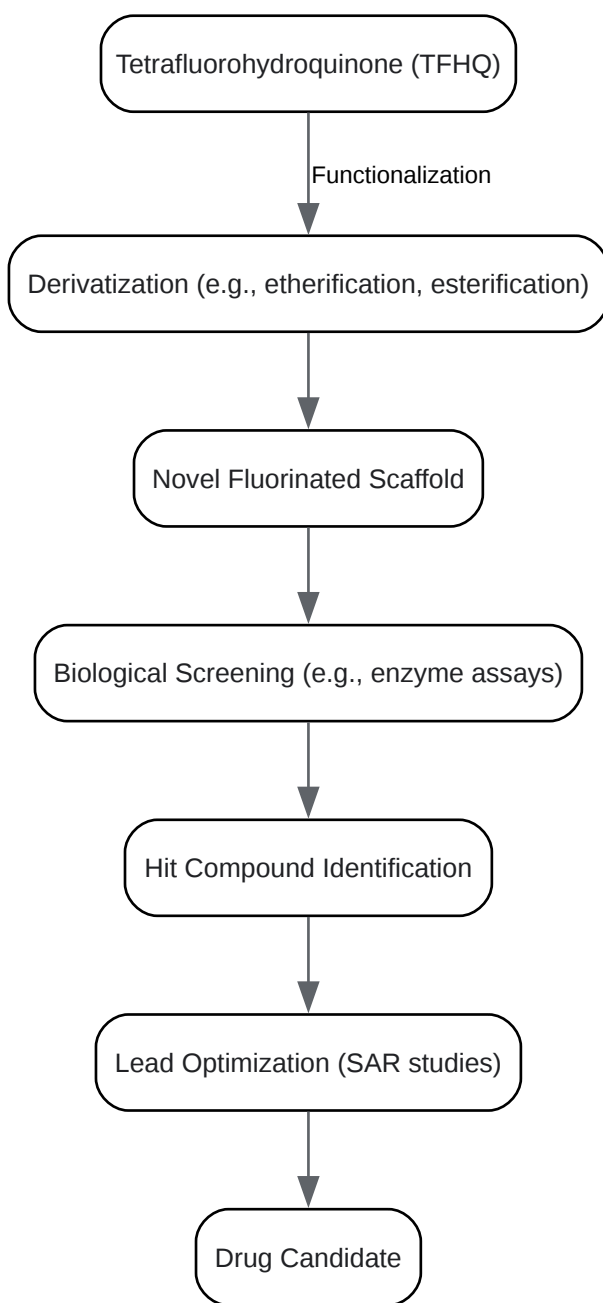 Tetrafluorohydroquinone (TFHQ)
Functionalization
Derivatization (e.g., etherification, esterification)
Novel Fluorinated Scaffold
Biological Screening (e.g., enzyme assays)
Hit Compound Identification
Lead Optimization (SAR studies)
Drug Candidate